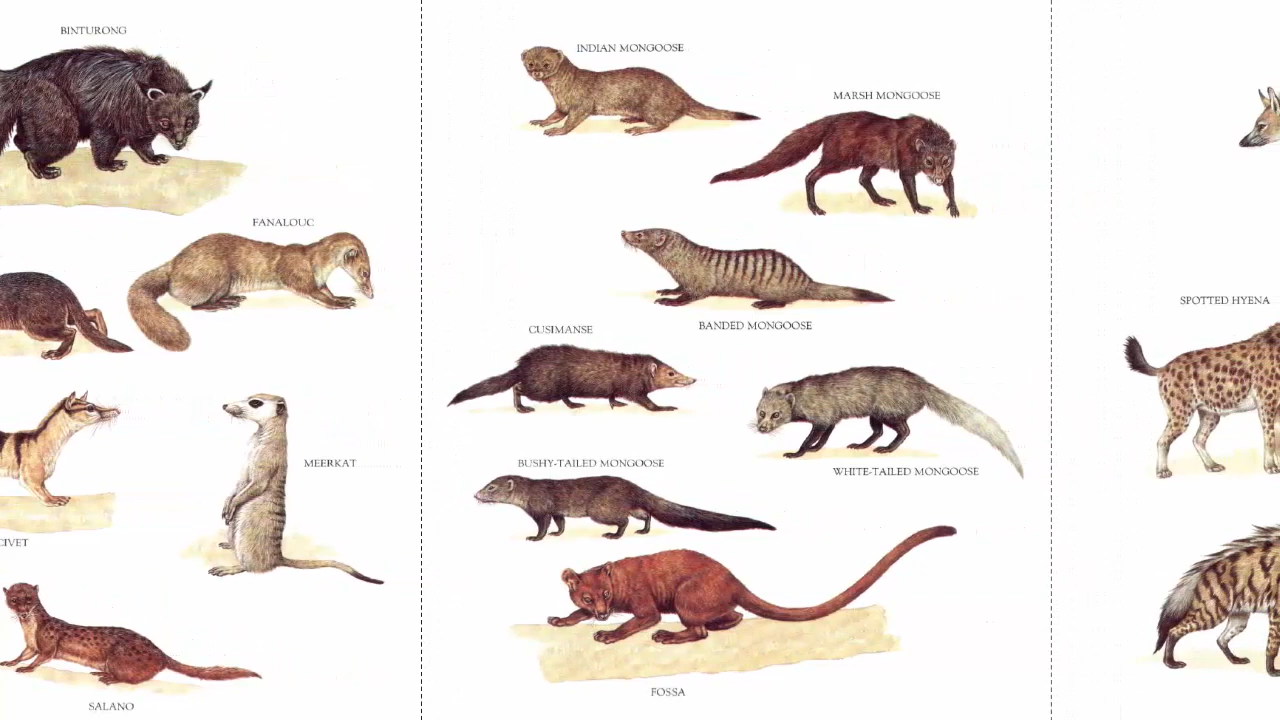 BINTURONG
FANALOUC
MEERKAT
CIVET
SALANO
INDIAN MONGOOSE
MARSH MONGOOSE
BANDED MONGOOSE
CUSIMANSE
WHITE-TAILED MONGOOSE
BUSHY-TAILED MONGOOSE
FOSSA
SPOTTED HYENA